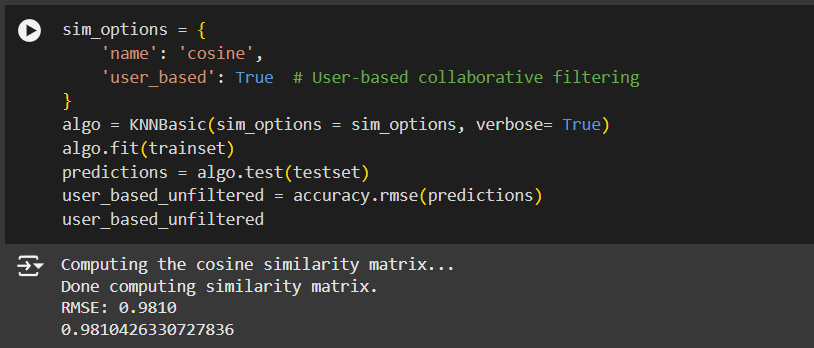 sim_options = {
    'name': 'cosine',
    'user_based': True  # User-based collaborative filtering
}
algo = KNNBasic(sim_options = sim_options, verbose= True)
algo.fit(trainset)
predictions = algo.test(testset)
user_based_unfiltered = accuracy.rmse(predictions)
user_based_unfiltered
Computing the cosine similarity matrix...
Done computing similarity matrix.
RMSE: 0.9810
0.9810426330727836